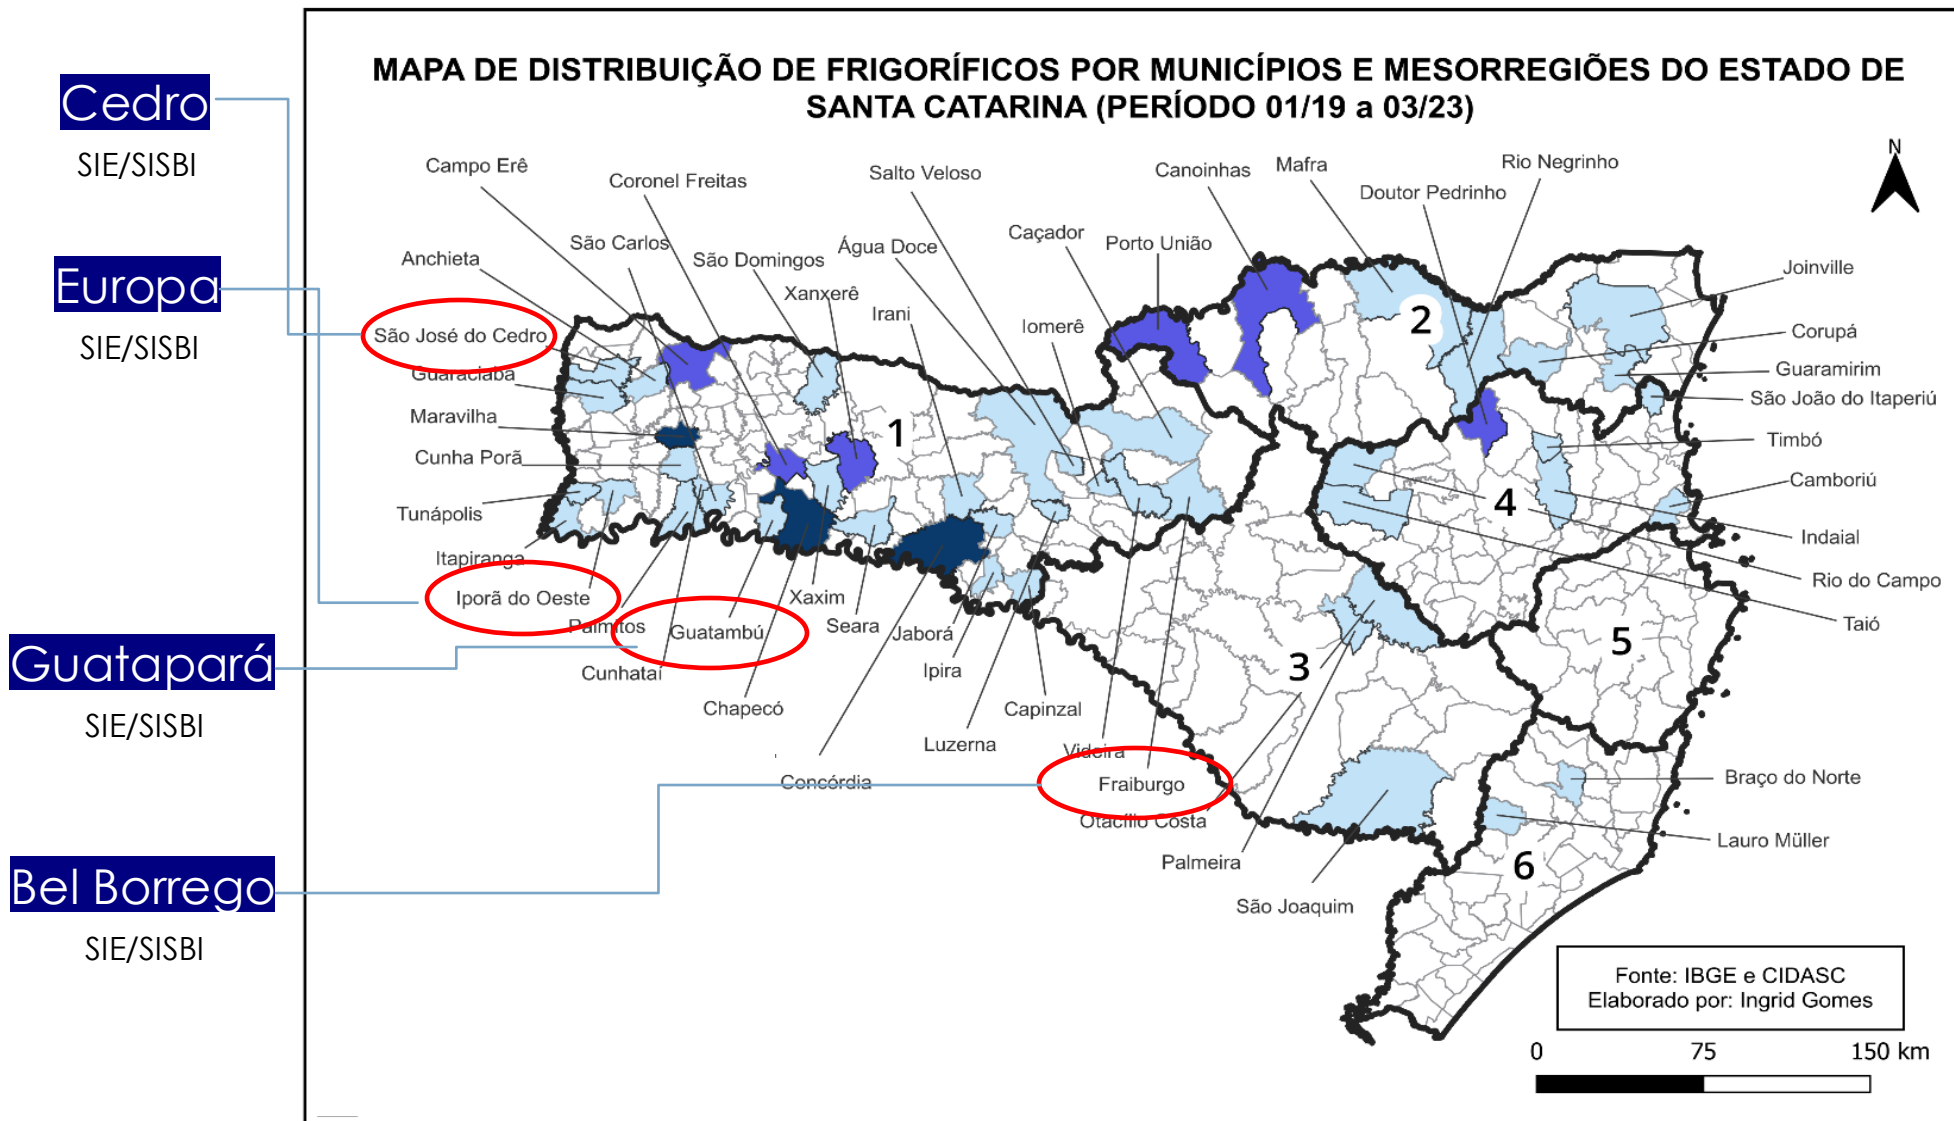 MAPA DE DISTRIBUIÇÃO DE FRIGORÍFICOS POR MUNICÍPIOS E MESORREGIÕES DO ESTADO DE
SANTA CATARINA (PERÍODO 01/19 a 03/23)
Cedro
SIE/SISBI
Europa
SIE/SISBI
Guatapará
SIE/SISBI
Bel Borrego
SIE/SISBI
Campo Erê
Coronel Freitas
Salto Veloso
Canoinhas
Mafra
Rio Negrinho
Doutor Pedrinho
N
Anchieta
São Carlos
São Domingos
Água Doce
Caçador
Porto União
Joinville
Xanxerê
Irani
Iomerê
São José do Cedro
Corupá
Guaraciaba
Guaramirim
São João do Itaperiú
Maravilha
Timbó
Cunha Porã
Camboriú
Tunápolis
Indaial
Itapiranga
Rio do Campo
Iporã do Oeste
Taió
Palmitos
Guatambú
Xaxim
Seara
Jaborá
Cunhataí
Ipira
Chapecó
Capinzal
Luzerna
Videira
Concórdia
Fraiburgo
Otacílio Costa
Palmeira
São Joaquim
Braço do Norte
Lauro Müller
1
2
3
4
5
6
Fonte: IBGE e CIDASC
Elaborado por: Ingrid Gomes
0 75 150 km